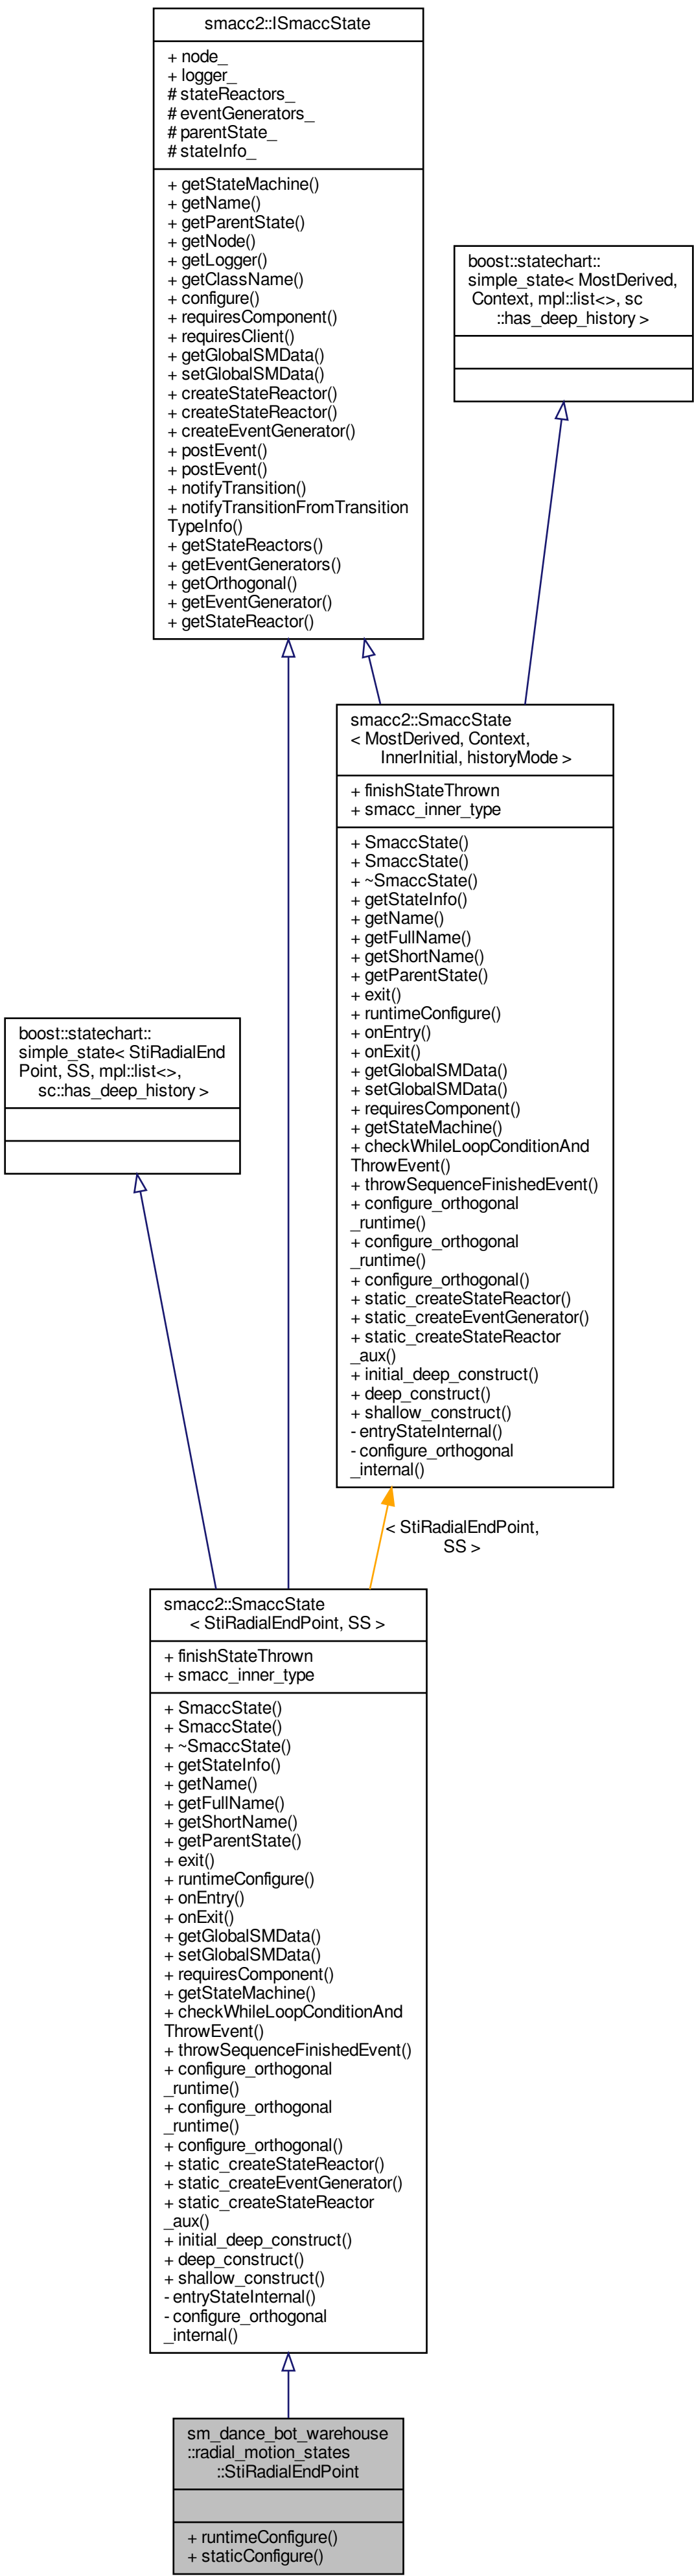 smacc2::ISmaccState
+ node_
+ logger_
# stateReactors_
# eventGenerators_
# parentState_
# stateInfo_
+ getStateMachine()
+ getName()
+ getParentState()
+ getNode()
+ getLogger()
+ getClassName()
+ configure()
+ requiresComponent()
+ requiresClient()
+ getGlobalSMData()
+ setGlobalSMData()
+ createStateReactor()
+ createStateReactor()
+ createEventGenerator()
+ postEvent()
+ postEvent()
+ notifyTransition()
+ notifyTransitionFromTransition
TypeInfo()
+ getStateReactors()
+ getEventGenerators()
+ getOrthogonal()
+ getEventGenerator()
+ getStateReactor()
boost::statechart::
simple_state< MostDerived,
Context, mpl::list<>, sc
::has_deep_history >
smacc2::SmaccState
< MostDerived, Context,
InnerInitial, historyMode >
+ finishStateThrown
+ smacc_inner_type
+ SmaccState()
+ SmaccState()
+ ~SmaccState()
+ getStateInfo()
+ getName()
+ getFullName()
+ getShortName()
+ getParentState()
+ exit()
+ runtimeConfigure()
+ onEntry()
+ onExit()
+ getGlobalSMData()
+ setGlobalSMData()
+ requiresComponent()
+ getStateMachine()
+ checkWhileLoopConditionAnd
ThrowEvent()
+ throwSequenceFinishedEvent()
+ configure_orthogonal
_runtime()
+ configure_orthogonal
_runtime()
+ configure_orthogonal()
+ static_createStateReactor()
+ static_createEventGenerator()
+ static_createStateReactor
_aux()
+ initial_deep_construct()
+ deep_construct()
+ shallow_construct()
- entryStateInternal()
- configure_orthogonal
_internal()
boost::statechart::
simple_state< StiRadialEnd
Point, SS, mpl::list<>,
sc::has_deep_history >
< StiRadialEndPoint,
SS >
smacc2::SmaccState
< StiRadialEndPoint, SS >
+ finishStateThrown
+ smacc_inner_type
+ SmaccState()
+ SmaccState()
+ ~SmaccState()
+ getStateInfo()
+ getName()
+ getFullName()
+ getShortName()
+ getParentState()
+ exit()
+ runtimeConfigure()
+ onEntry()
+ onExit()
+ getGlobalSMData()
+ setGlobalSMData()
+ requiresComponent()
+ getStateMachine()
+ checkWhileLoopConditionAnd
ThrowEvent()
+ throwSequenceFinishedEvent()
+ configure_orthogonal
_runtime()
+ configure_orthogonal
_runtime()
+ configure_orthogonal()
+ static_createStateReactor()
+ static_createEventGenerator()
+ static_createStateReactor
_aux()
+ initial_deep_construct()
+ deep_construct()
+ shallow_construct()
- entryStateInternal()
- configure_orthogonal
_internal()
sm_dance_bot_warehouse
::radial_motion_states
::StiRadialEndPoint
+ runtimeConfigure()
+ staticConfigure()